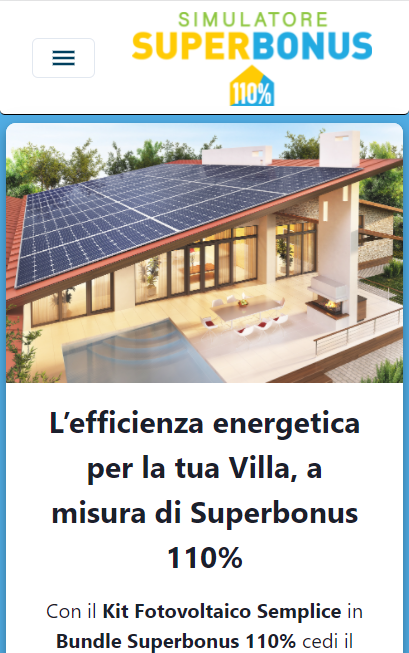 SIMULATORE
SUPERBONUS
110%
L’efficienza energetica
per la tua Villa, a
misura di Superbonus
110%
Con il Kit Fotovoltaico Semplice in
Bundle Superbonus 110% cedi il